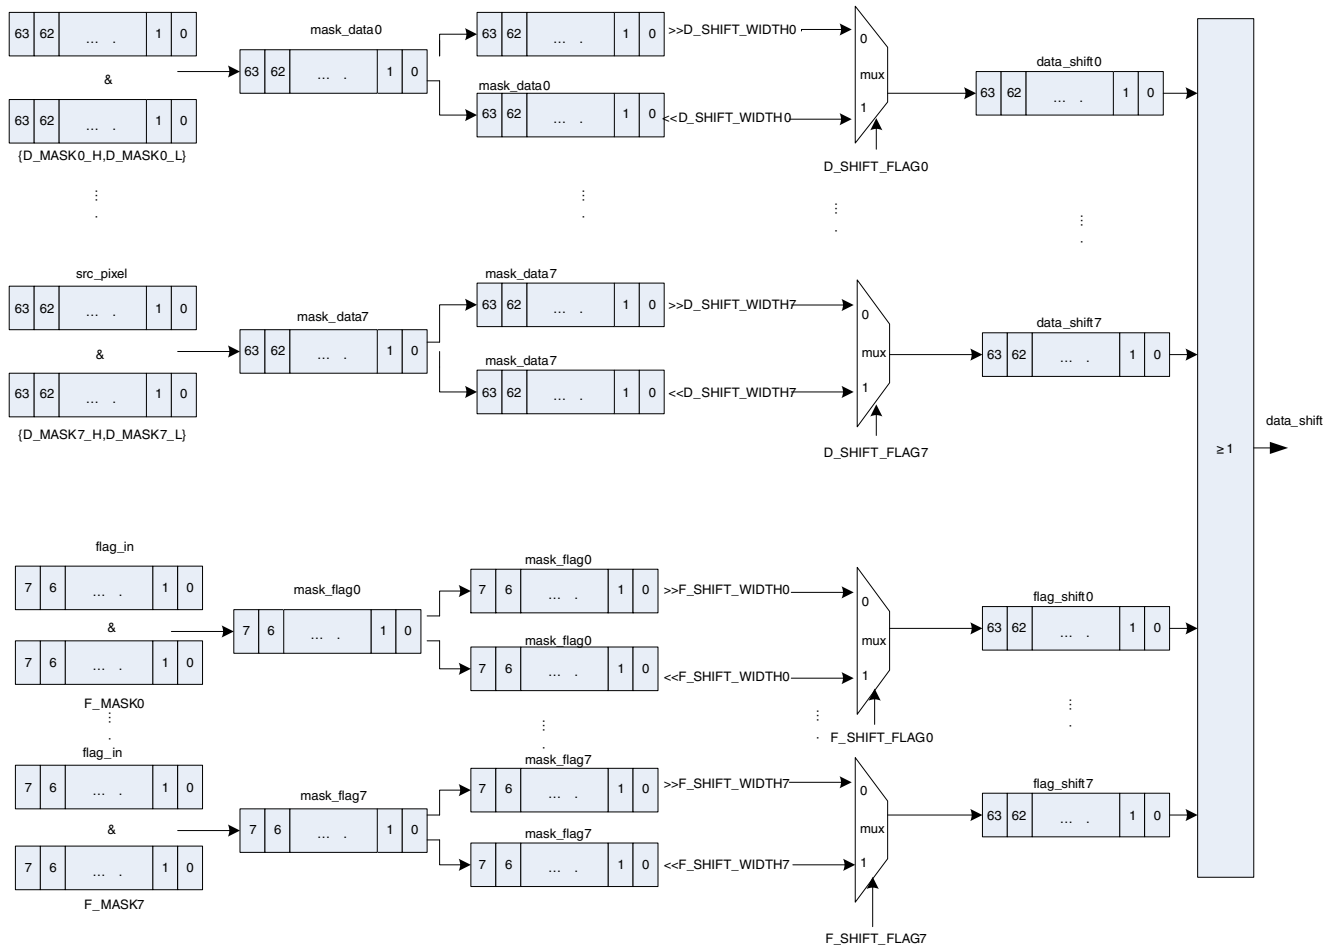 63 62 ... . 1 0
&
63 62 ... . 1 0
{D_MASK0_H,D_MASK0_L}
mask_data0
63 62 ... . 1 0
63 62 ... . 1 0
>>D_SHIFT_WIDTH0
mask_data0
63 62 ... . 1 0
<<D_SHIFT_WIDTH0
0
mux
1
D_SHIFT_FLAG0
data_shift0
63 62 ... . 1 0
src_pixel
63 62 ... . 1 0
&
63 62 ... . 1 0
{D_MASK7_H,D_MASK7_L}
mask_data7
63 62 ... . 1 0
mask_data7
63 62 ... . 1 0
>>D_SHIFT_WIDTH7
mask_data7
63 62 ... . 1 0
<<D_SHIFT_WIDTH7
0
mux
1
D_SHIFT_FLAG7
data_shift7
63 62 ... . 1 0
≥ 1
data_shift
flag_in
7 6 ... . 1 0
&
7 6 ... . 1 0
F_MASK0
mask_flag0
7 6 ... . 1 0
mask_flag0
7 6 ... . 1 0
>>F_SHIFT_WIDTH0
mask_flag0
7 6 ... . 1 0
<<F_SHIFT_WIDTH0
0
mux
1
F_SHIFT_FLAG0
flag_shift0
63 62 ... . 1 0
flag_in
7 6 ... . 1 0
&
7 6 ... . 1 0
F_MASK7
mask_flag7
7 6 ... . 1 0
mask_flag7
7 6 ... . 1 0
>>F_SHIFT_WIDTH7
mask_flag7
7 6 ... . 1 0
<<F_SHIFT_WIDTH7
0
mux
1
F_SHIFT_FLAG7
flag_shift7
63 62 ... . 1 0